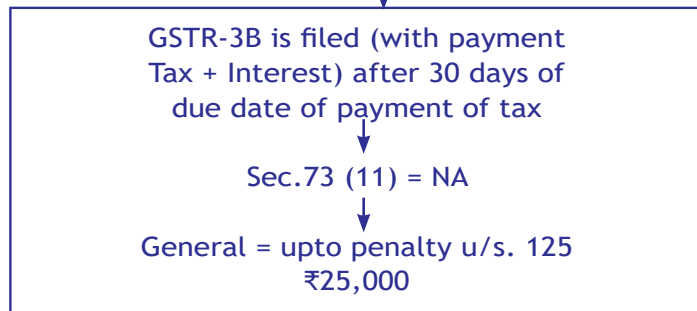 GSTR-3B is filed (with payment
Tax + Interest) after 30 days of
due date of payment of tax
Sec.73 (11) = NA
General = upto penalty u/s. 125
₹25,000